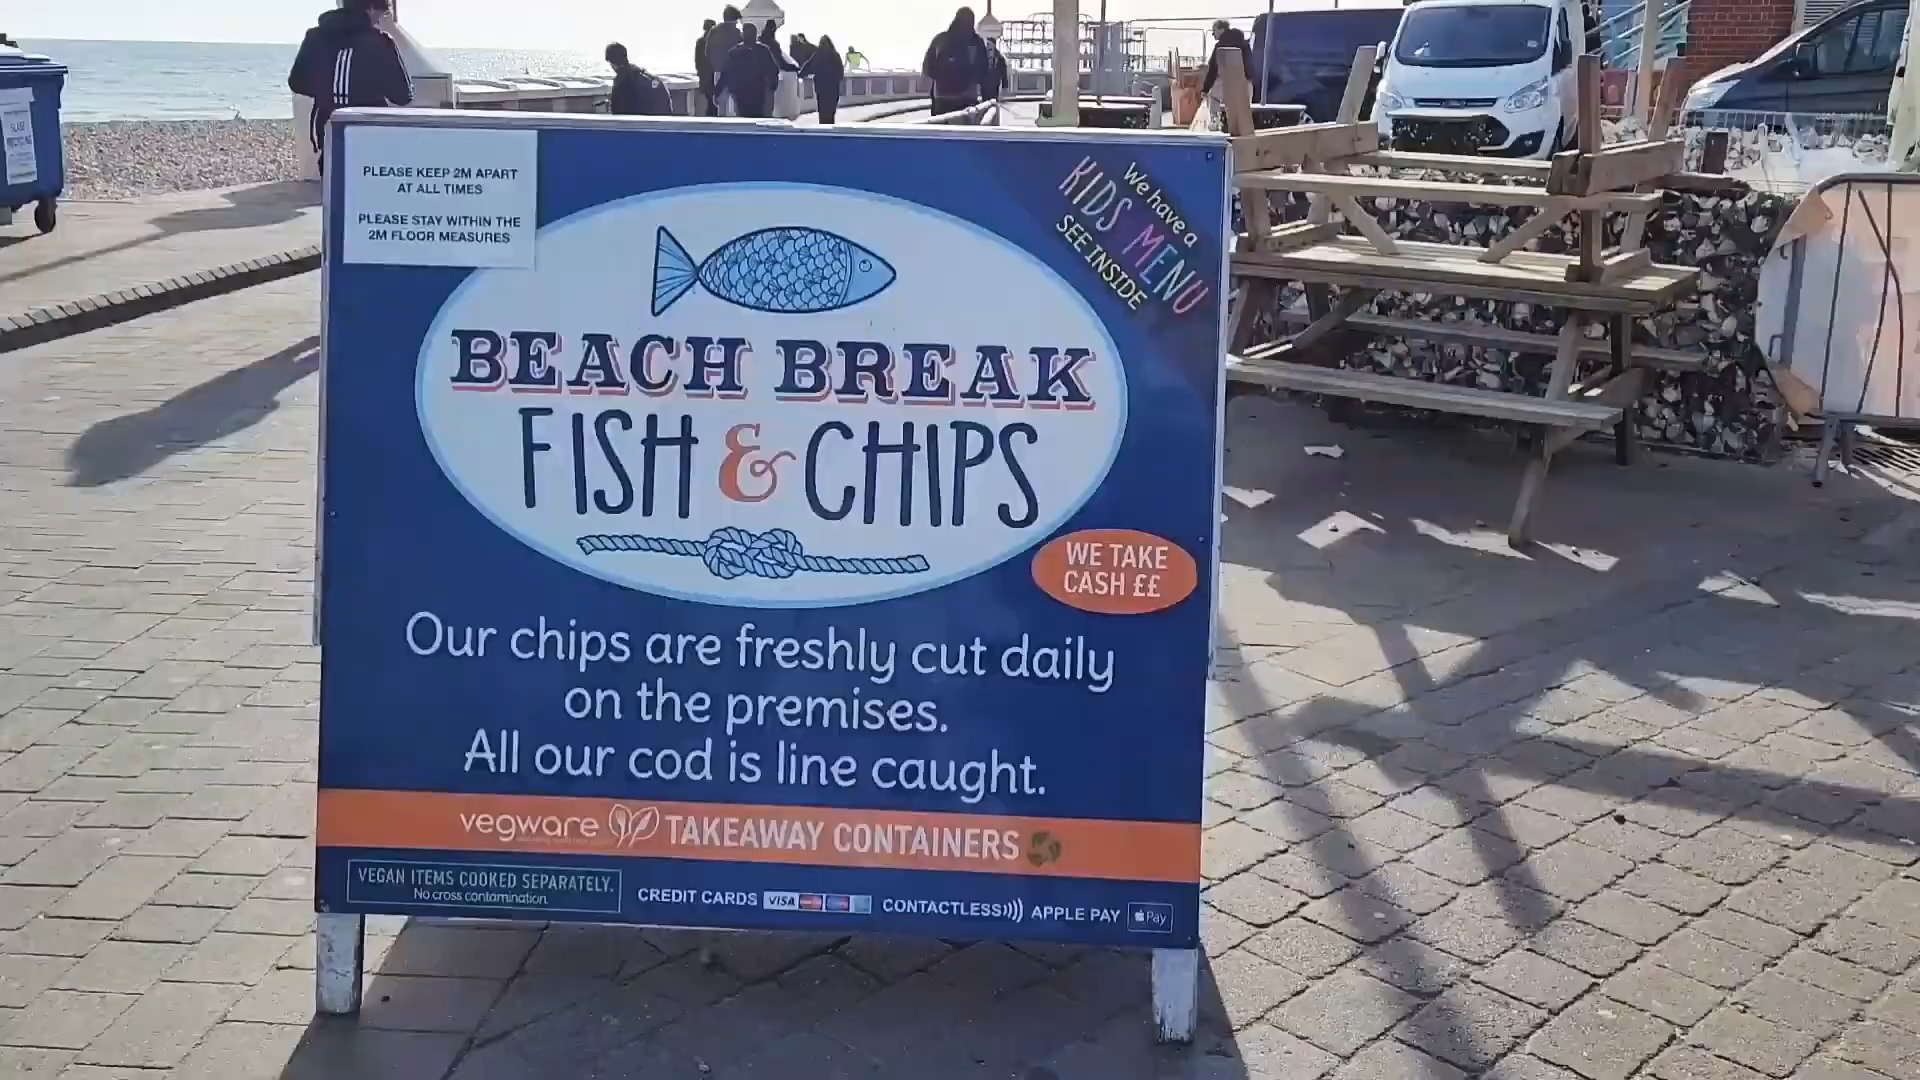 PLEASE KEEP 2M APART
AT ALL TIMES
PLEASE STAY WITHIN THE
2M FLOOR MEASURES
We have a
KIDS MENU
SEE INSIDE
BEACH BREAK
FISH & CHIPS
WE TAKE
CASH ££
Our chips are freshly cut daily
on the premises.
All our cod is line caught.
vegware TAKEAWAY CONTAINERS
VEGAN ITEMS COOKED SEPARATELY.
No cross contamination.
CREDIT CARDS VISA CONTACTLESS))) APPLE PAY Pay
GLASS
RECYCLING